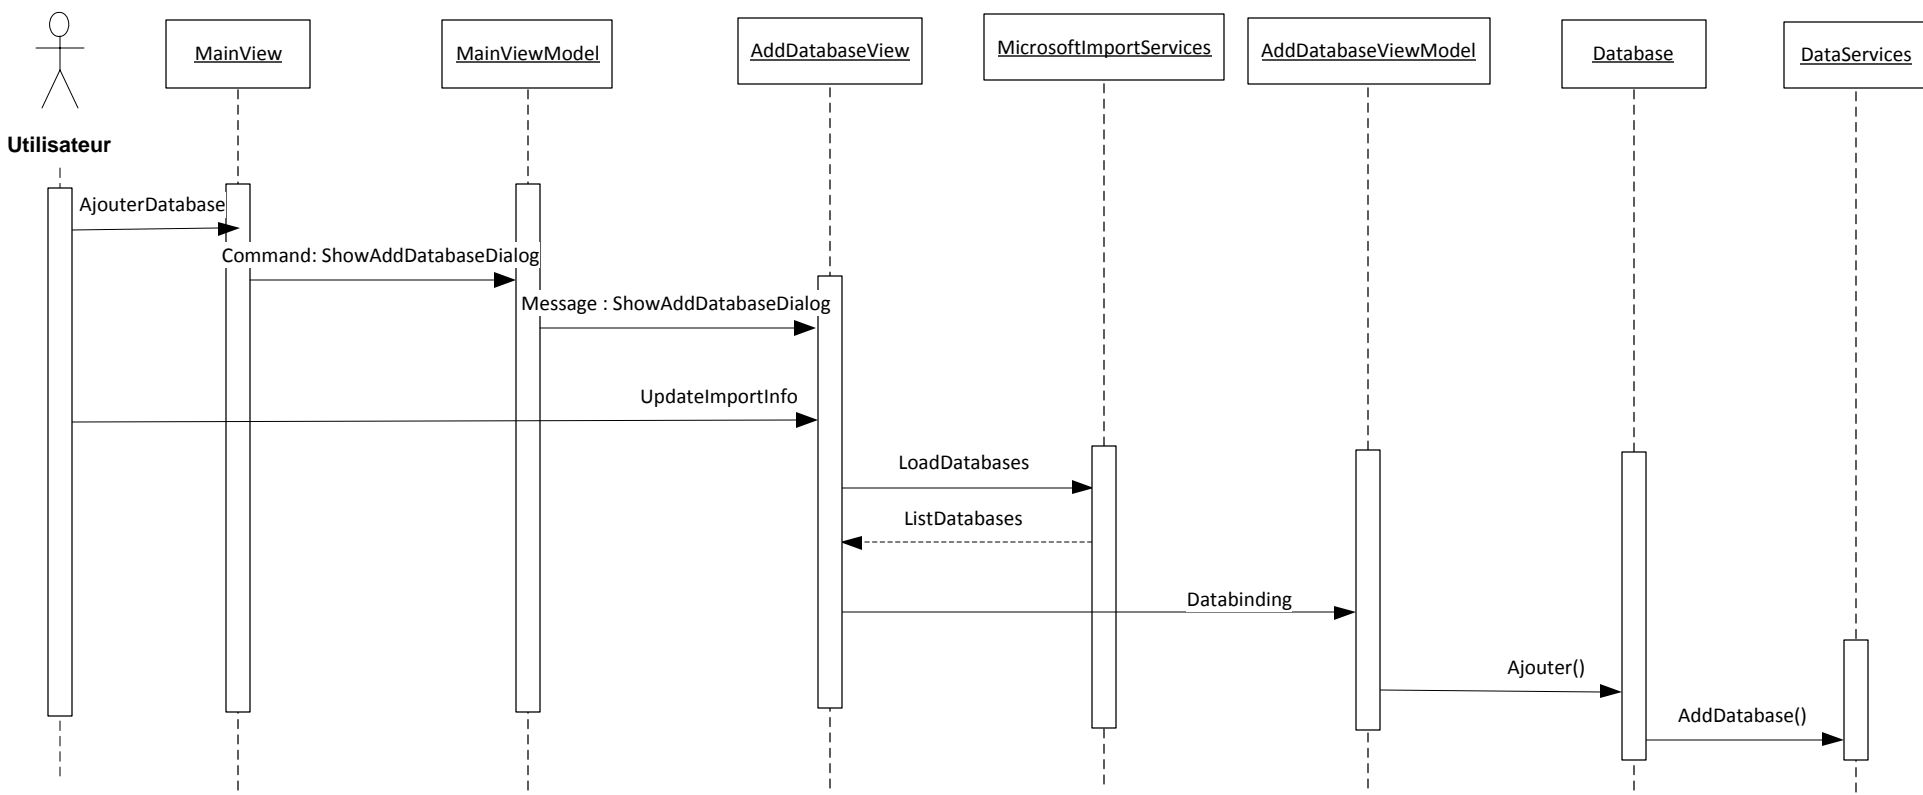 MainView
MainViewModel
AddDatabaseView
MicrosoftImportServices
AddDatabaseViewModel
Database
DataServices
Utilisateur
AjouterDatabase
Command: ShowAddDatabaseDialog
Message : ShowAddDatabaseDialog
UpdateImportInfo
LoadDatabases
ListDatabases
Databinding
Ajouter()
AddDatabase()